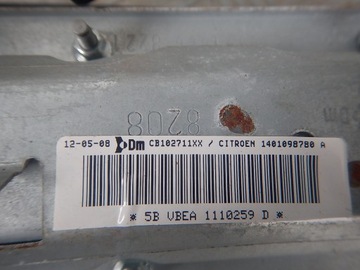 8208
12-05-08 Dm CB102711XX / CITROEN 1401098780 A
* 5B VBEA 1110259 D *